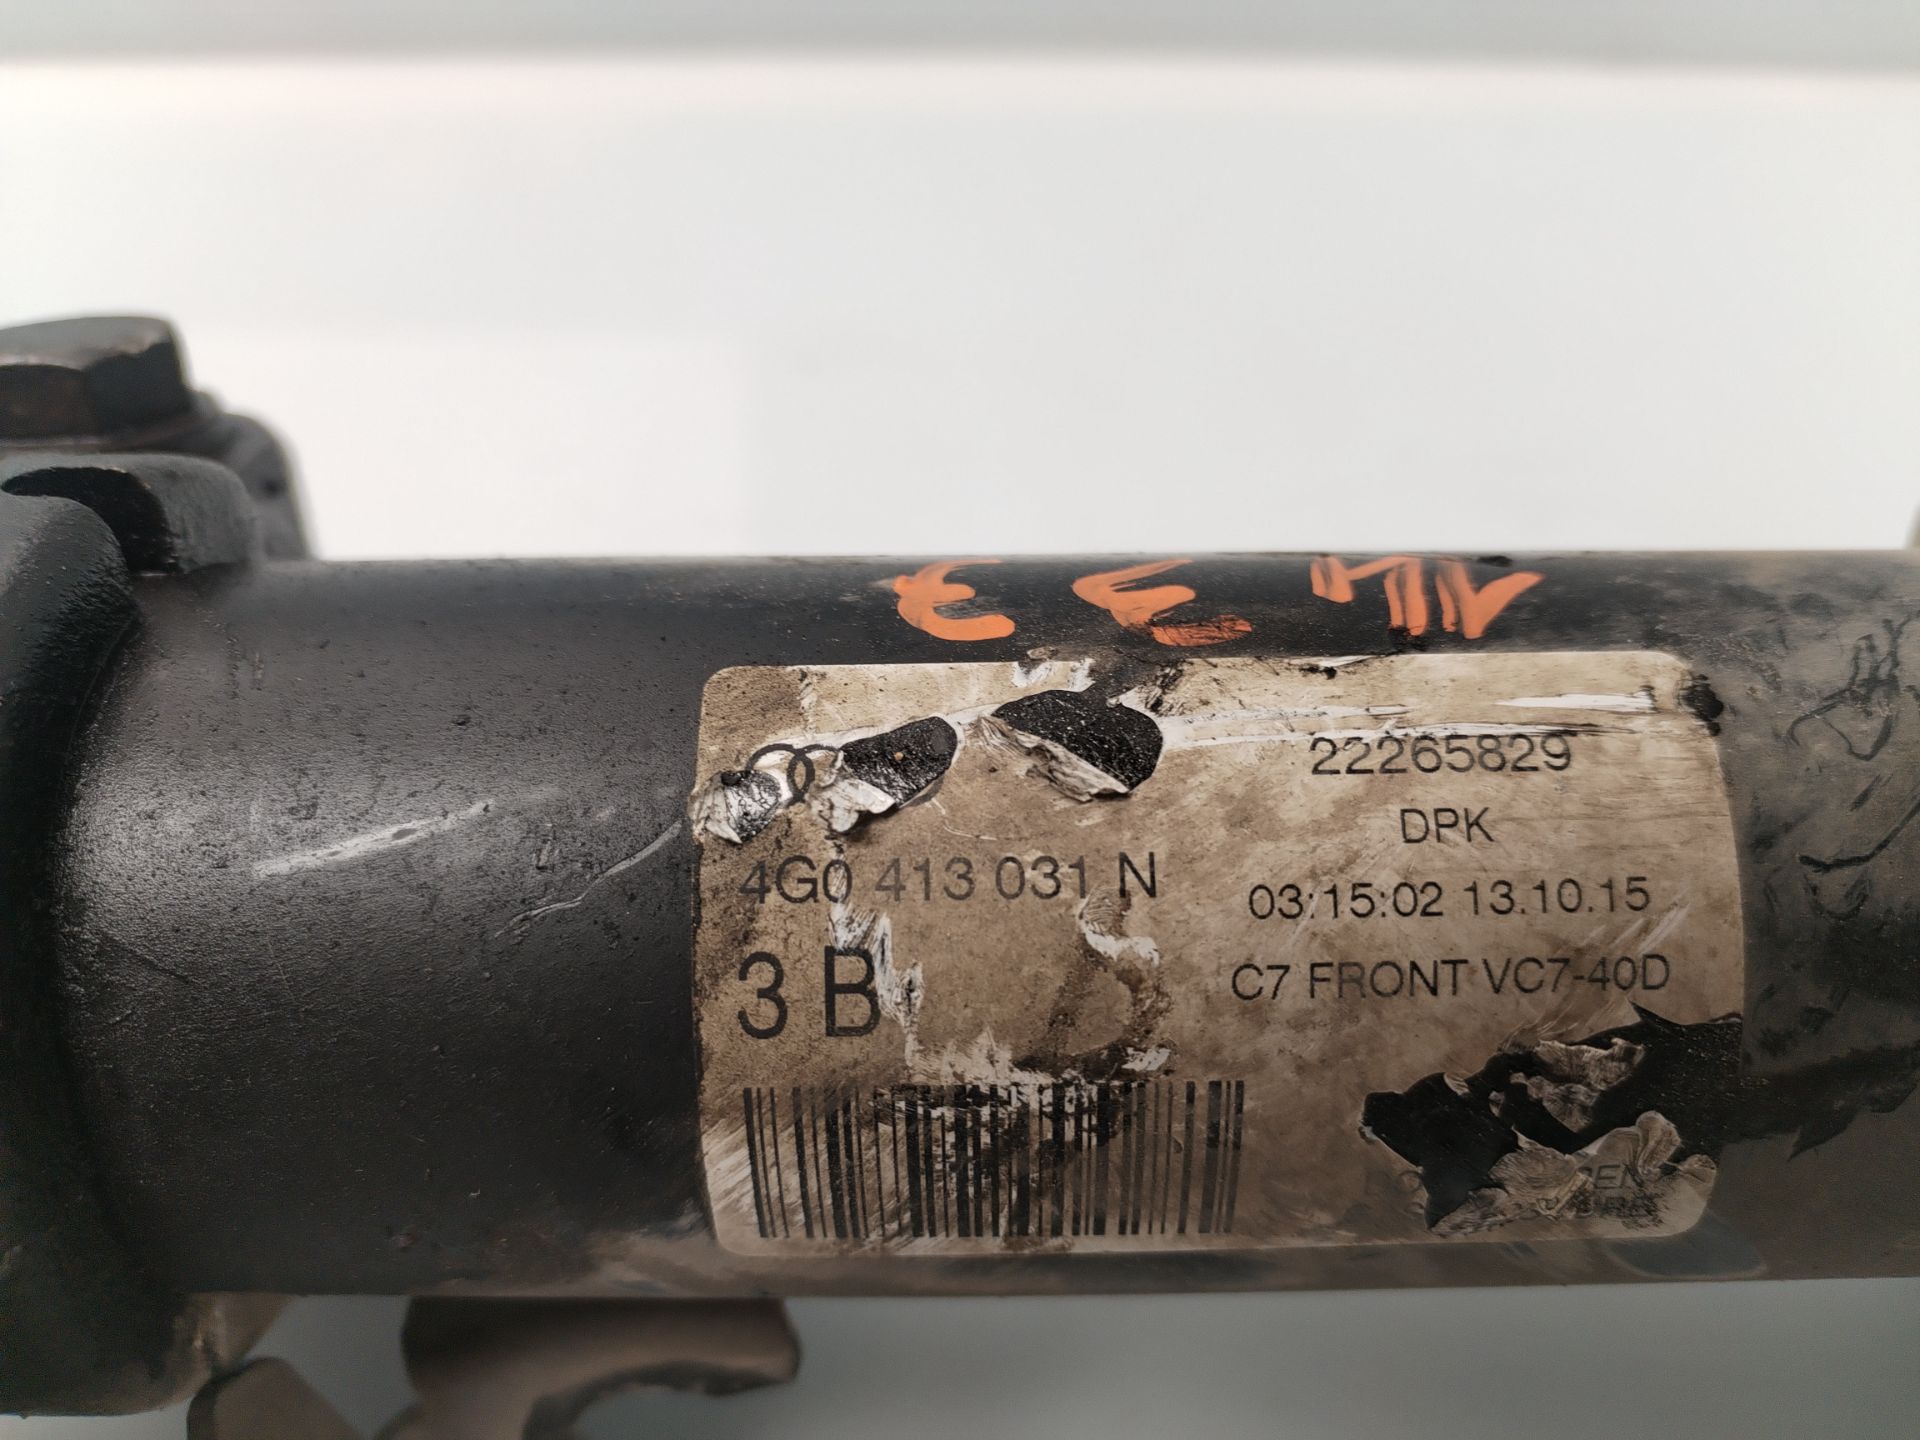 4G0 413 031 N
3 B
22265829
DPK
03:15:02 13.10.15
C7 FRONT VC7-40D